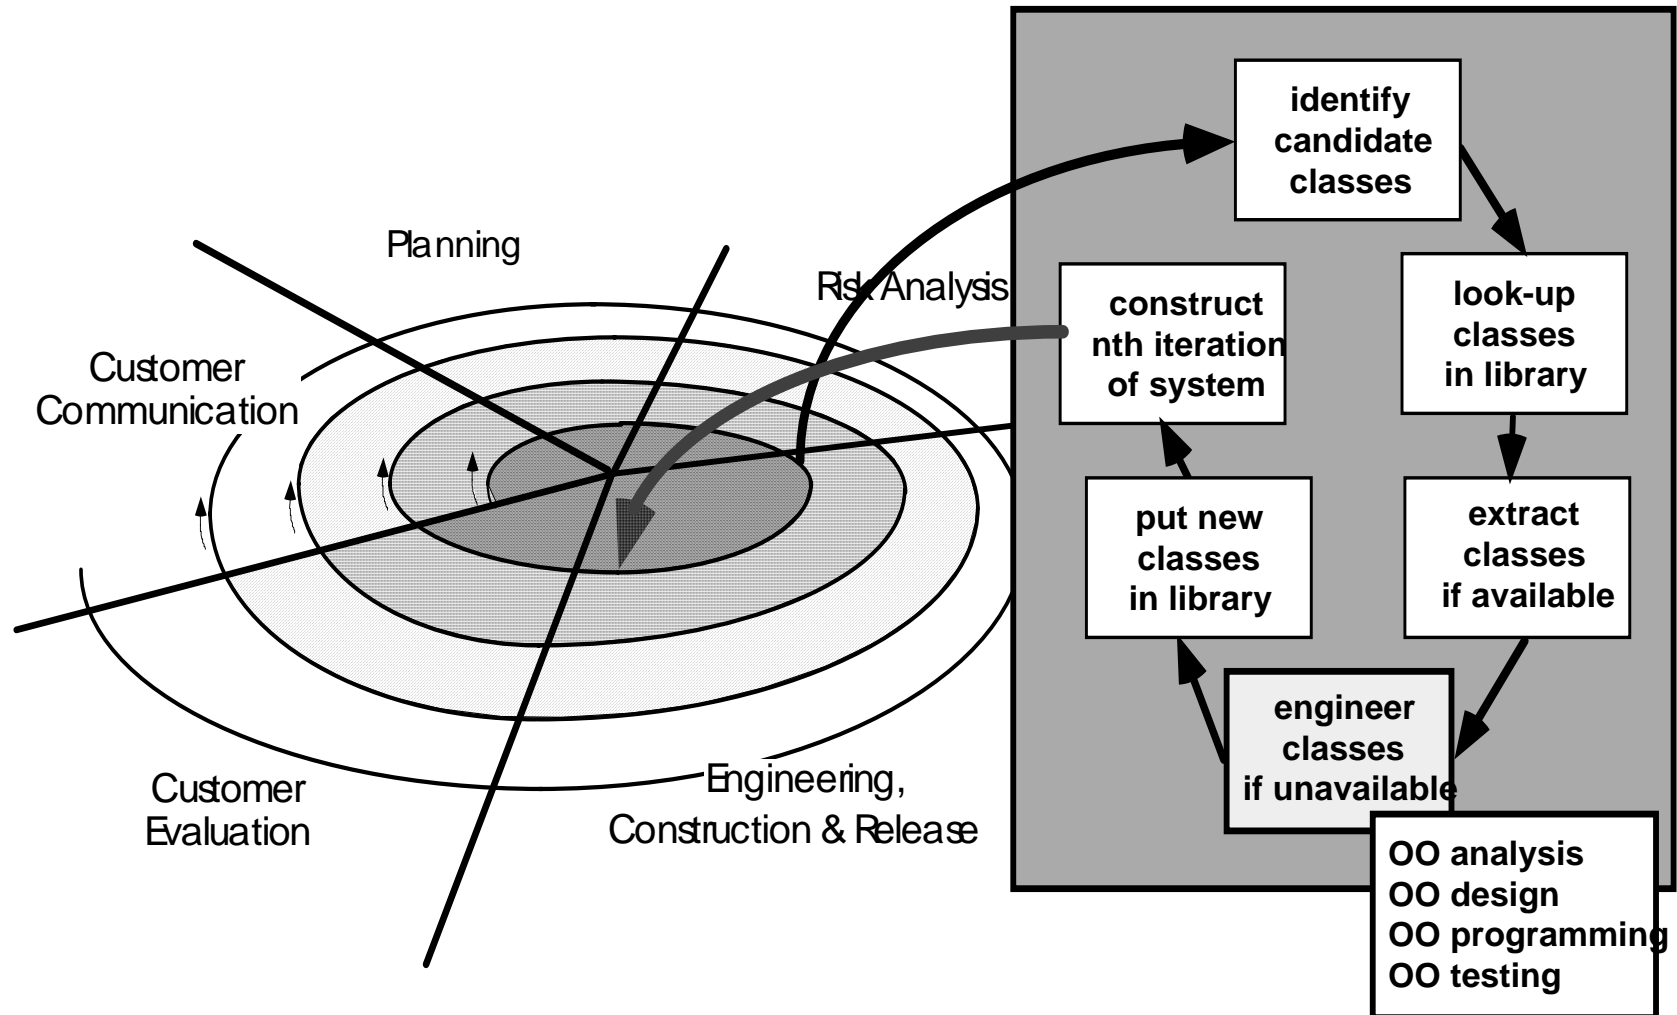 Planning
Risk Analysis
Customer
Communication
Customer
Evaluation
Engineering,
Construction & Release
identify
candidate
classes
look-up
classes
in library
extract
classes
if available
engineer
classes
if unavailable
put new
classes
in library
construct
nth iteration
of system
OO analysis
OO design
OO programming
OO testing